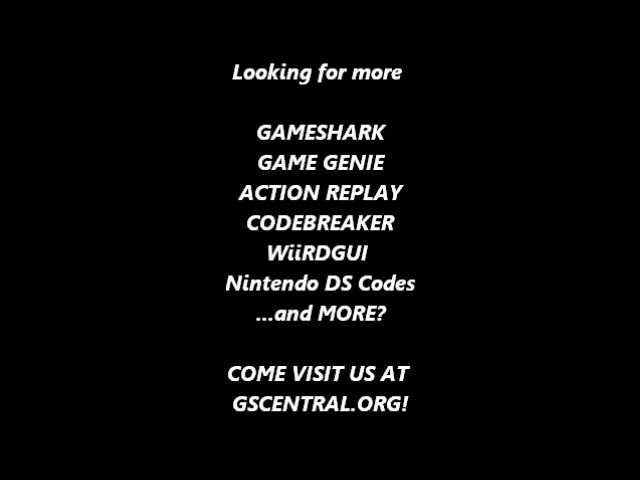 Looking for more
GAMESHARK
GAME GENIE
ACTION REPLAY
CODEBREAKER
WiiRDGUI
Nintendo DS Codes
...and MORE?
COME VISIT US AT
GSCENTRAL.ORG!